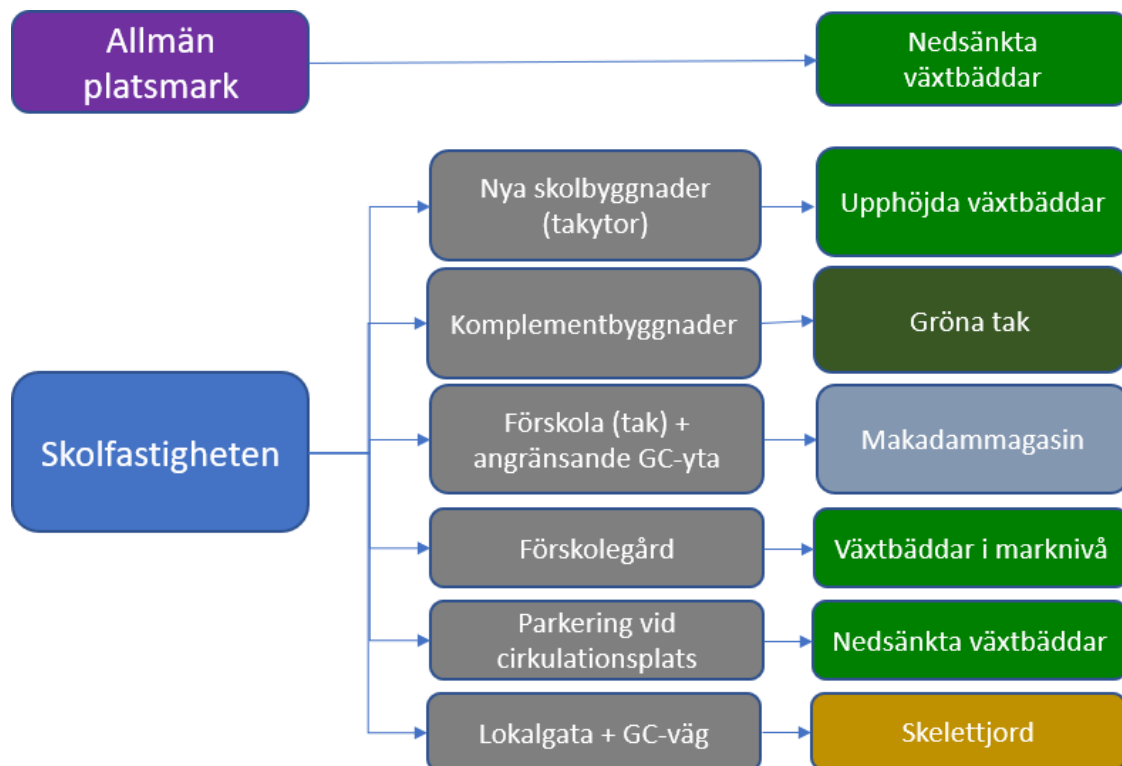 Allmän
platsmark
Nedsänkta
växtbäddar
Nya skolbyggnader
(takytor)
Upphöjda växtbäddar
Komplementbyggnader
Gröna tak
Skolfastigheten
Förskola (tak) +
angränsande GC-yta
Makadammagasin
Förskolegård
Växtbäddar i marknivå
Parkering vid
cirkulationsplats
Nedsänkta växtbäddar
Lokalgata + GC-väg
Skelettjord